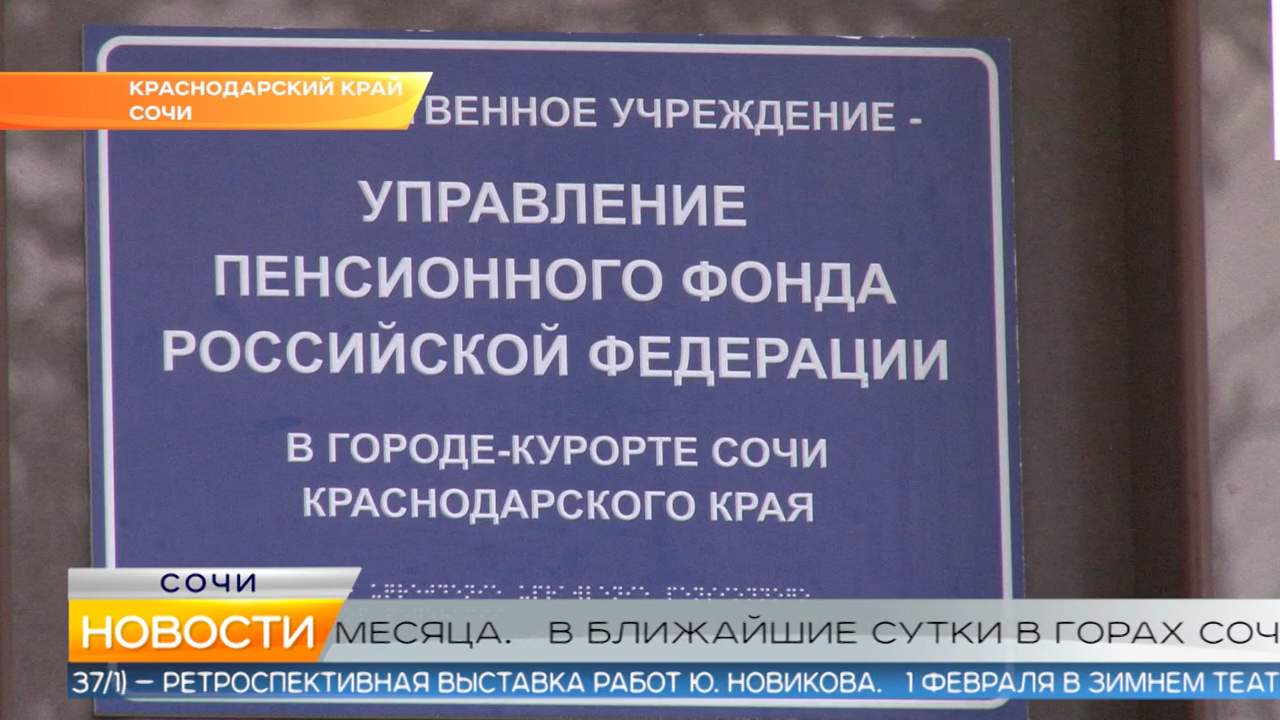 КРАСНОДАРСКИЙ КРАЙ
СОЧИ
ТВЕННОЕ УЧРЕЖДЕНИЕ -
УПРАВЛЕНИЕ
ПЕНСИОННОГО ФОНДА
РОССИЙСКОЙ ФЕДЕРАЦИИ
В ГОРОДЕ-КУРОРТЕ СОЧИ
КРАСНОДАРСКОГО КРАЯ
СОЧИ
НОВОСТИ
МЕСЯЦА. В БЛИЖАЙШИЕ СУТКИ В ГОРАХ СОЧ
37/1) – РЕТРОСПЕКТИВНАЯ ВЫСТАВКА РАБОТ Ю. НОВИКОВА. 1 ФЕВРАЛЯ В ЗИМНЕМ ТЕАТ